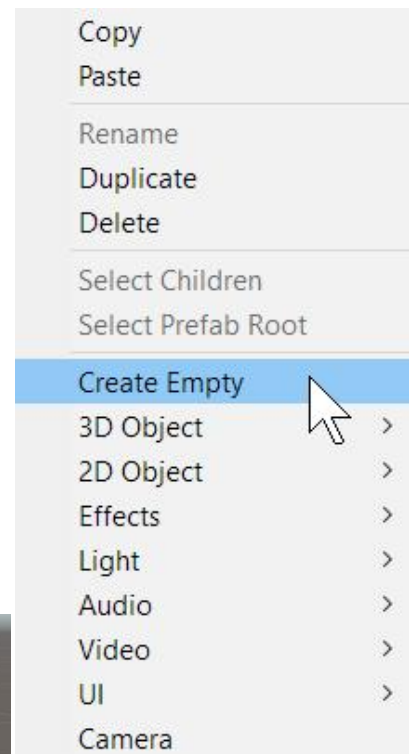 Copy
Paste
Rename
Duplicate
Delete
Select Children
Select Prefab Root
Create Empty
3D Object
2D Object
Effects
Light
Audio
Video
UI
Camera